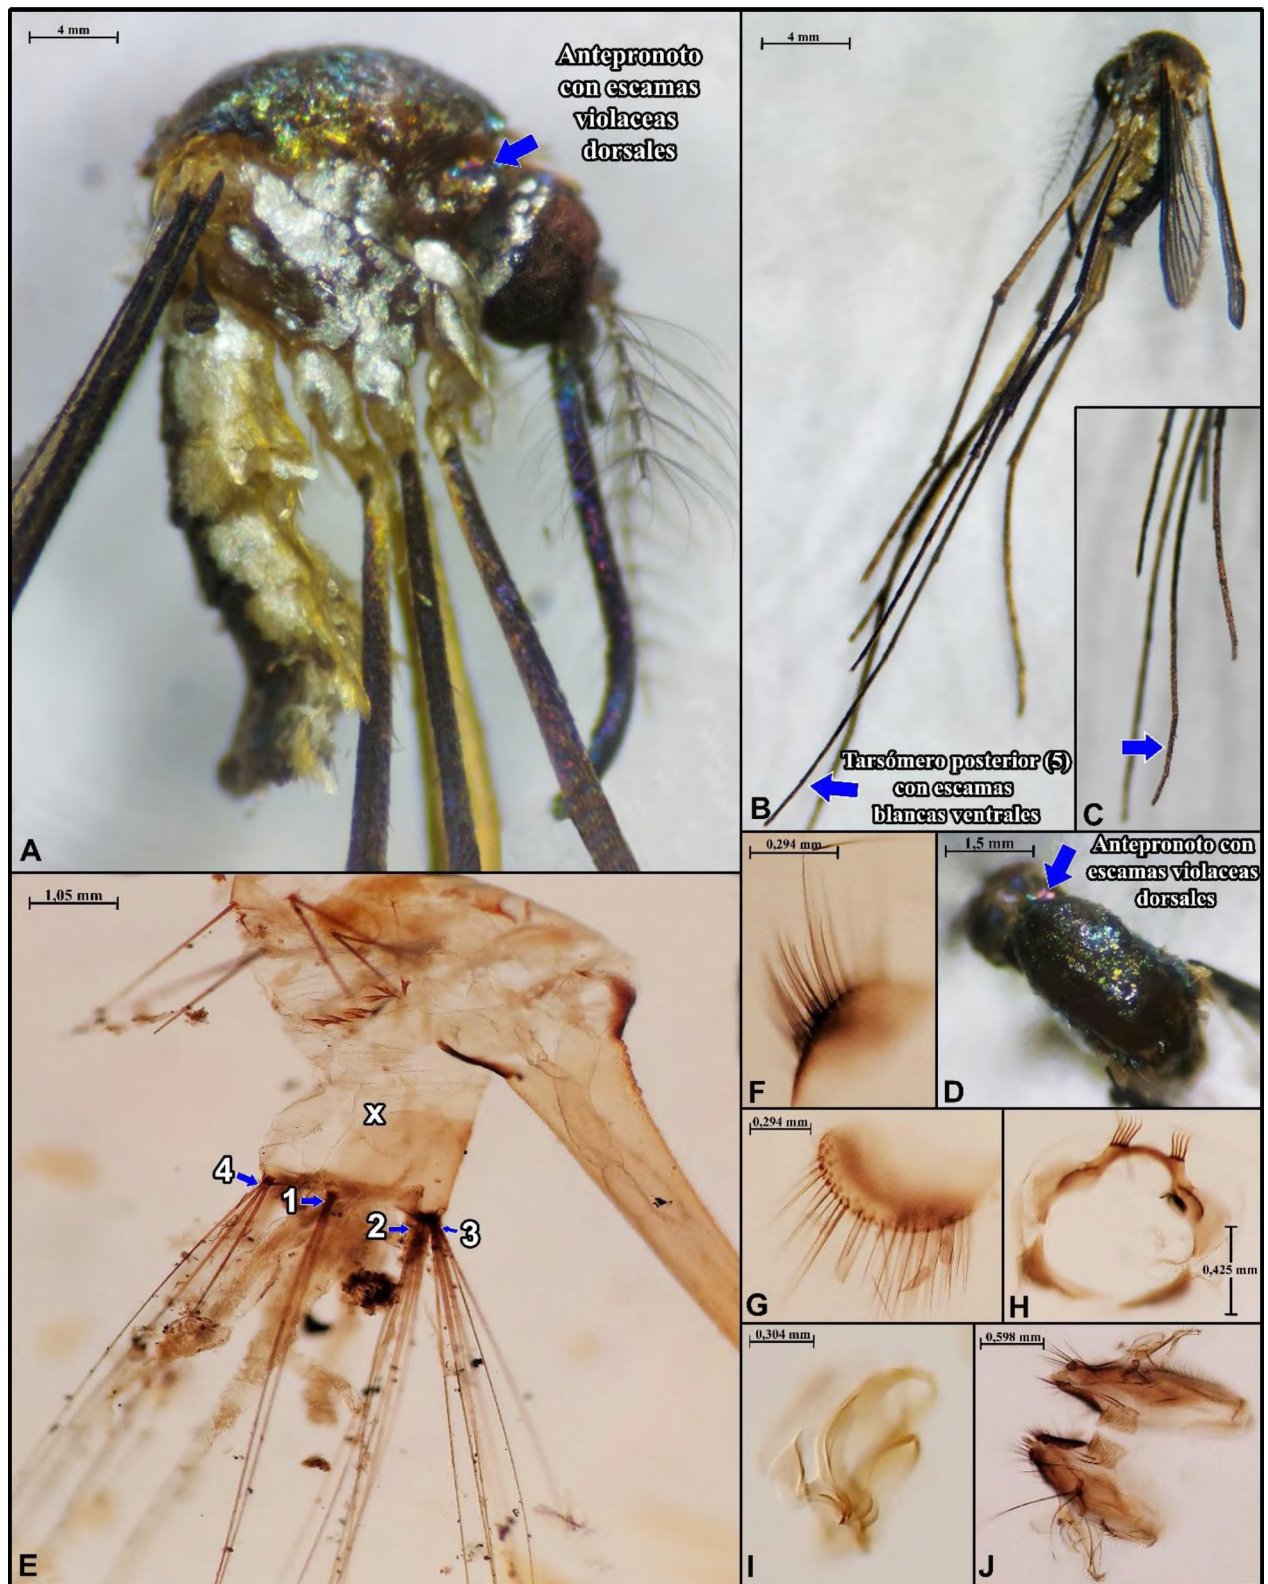 4 mm
Antepronoto
con escamas
violaceas
dorsales
A
4 mm
Tarsómero posterior (5)
con escamas
blancas ventrales
B
C
0,294 mm
F
1,5 mm
Antepronoto con
escamas violaceas
dorsales
D
1,05 mm
x
4
1
2
3
E
0,294 mm
G
0,425 mm
H
0,304 mm
I
0,598 mm
J